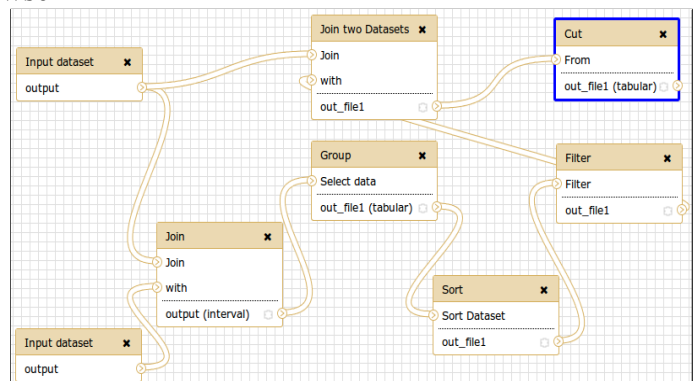 Input dataset ✖
output
Join two Datasets ✖
Join
with
out_file1
Cut ✖
From
out_file1 (tabular)
Group ✖
Select data
out_file1 (tabular)
Filter ✖
Filter
out_file1
Join ✖
Join
with
output (interval)
Sort ✖
Sort Dataset
out_file1
Input dataset ✖
output